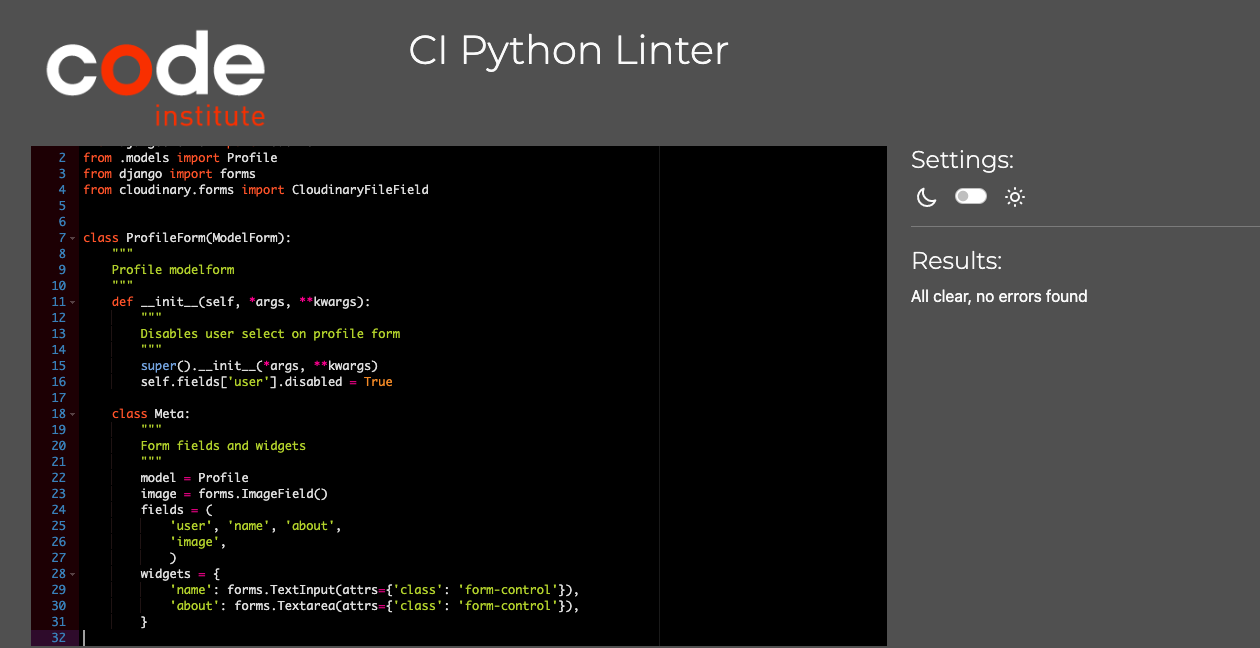 code
institute
CI Python Linter
2 from .models import Profile
3 from django import forms
4 from cloudinary.forms import CloudinaryFileField
5
6
7 class ProfileForm(ModelForm):
8 """
9 Profile modelform
10 """
11 def __init__(self, *args, **kwargs):
12 """
13 Disables user select on profile form
14 """
15 super().__init__(*args, **kwargs)
16 self.fields['user'].disabled = True
17
18 class Meta:
19 """
20 Form fields and widgets
21 """
22 model = Profile
23 image = forms.ImageField()
24 fields = (
25 'user', 'name', 'about',
26 'image',
27 )
28 widgets = {
29 'name': forms.TextInput(attrs={'class': 'form-control'}),
30 'about': forms.Textarea(attrs={'class': 'form-control'}),
31 }
32
Settings:
Results:
All clear, no errors found